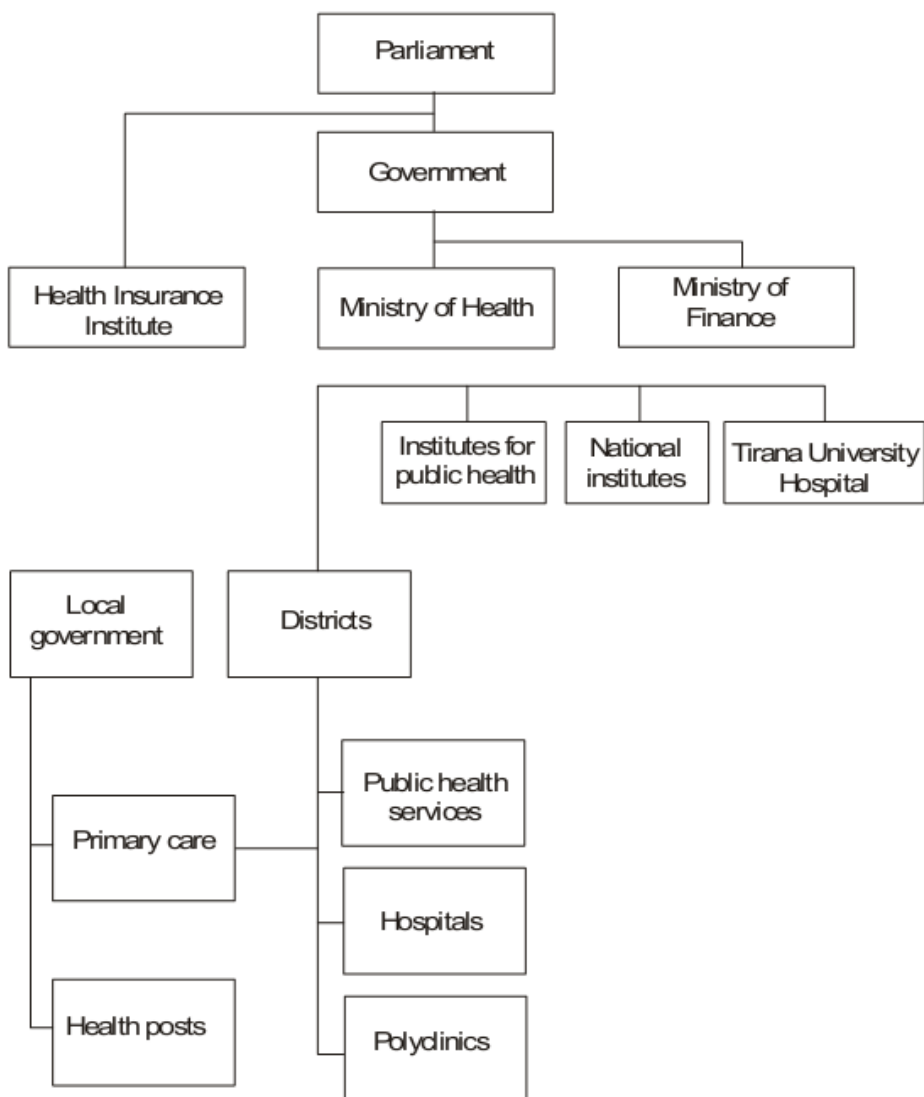 Parliament
Government
Health Insurance
Institute
Ministry of Health
Ministry of
Finance
Institutes for
public health
National
institutes
Tirana University
Hospital
Local
government
Districts
Public health
services
Primary care
Hospitals
Health posts
Polyclinics